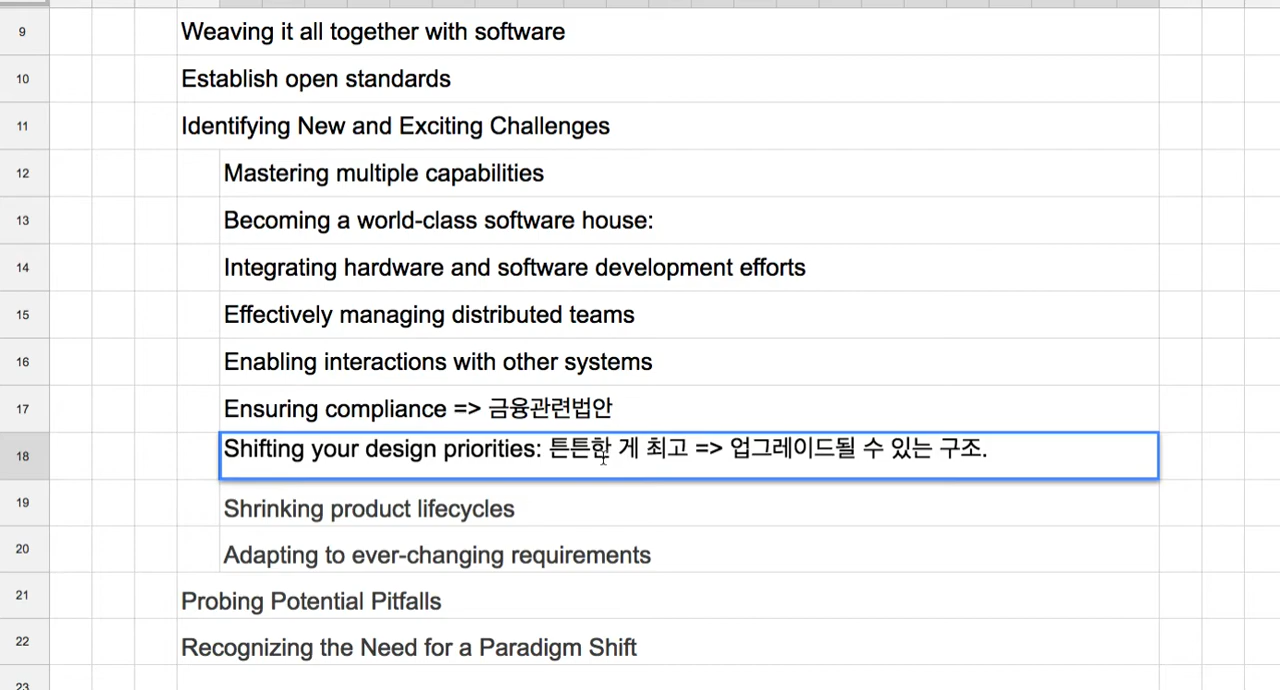 9 Weaving it all together with software
10 Establish open standards
11 Identifying New and Exciting Challenges
12 Mastering multiple capabilities
13 Becoming a world-class software house:
14 Integrating hardware and software development efforts
15 Effectively managing distributed teams
16 Enabling interactions with other systems
17 Ensuring compliance => 금융관련법안
18 Shifting your design priorities: 튼튼한 게 최고 => 업그레이드될 수 있는 구조.
19 Shrinking product lifecycles
20 Adapting to ever-changing requirements
21 Probing Potential Pitfalls
22 Recognizing the Need for a Paradigm Shift
23